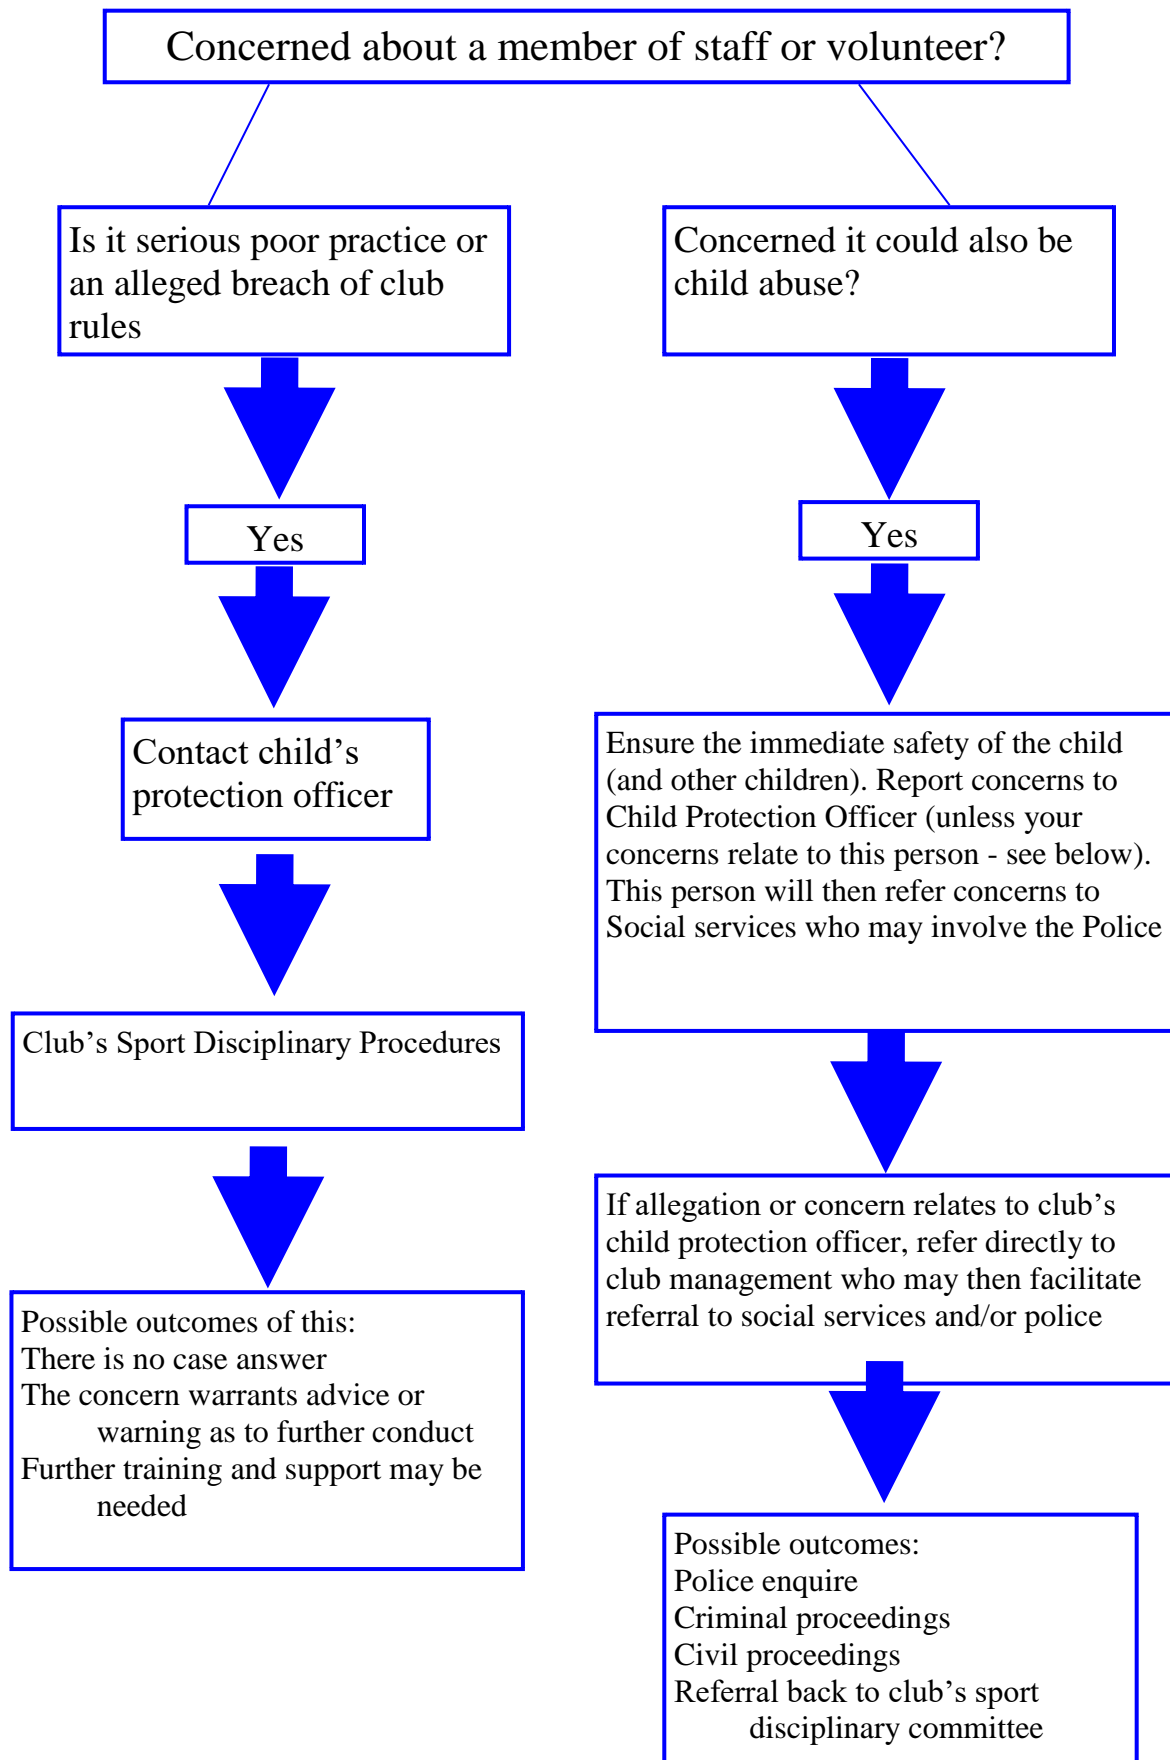 Concerned about a member of staff or volunteer?
Is it serious poor practice or
an alleged breach of club
rules
Yes
Contact child’s
protection officer
Club’s Sport Disciplinary Procedures
Possible outcomes of this:
There is no case answer
The concern warrants advice or
warning as to further conduct
Further training and support may be
needed
Concerned it could also be
child abuse?
Yes
Ensure the immediate safety of the child
(and other children). Report concerns to
Child Protection Officer (unless your
concerns relate to this person - see below).
This person will then refer concerns to
Social services who may involve the Police
If allegation or concern relates to club’s
child protection officer, refer directly to
club management who may then facilitate
referral to social services and/or police
Possible outcomes:
Police enquire
Criminal proceedings
Civil proceedings
Referral back to club’s sport
disciplinary committee